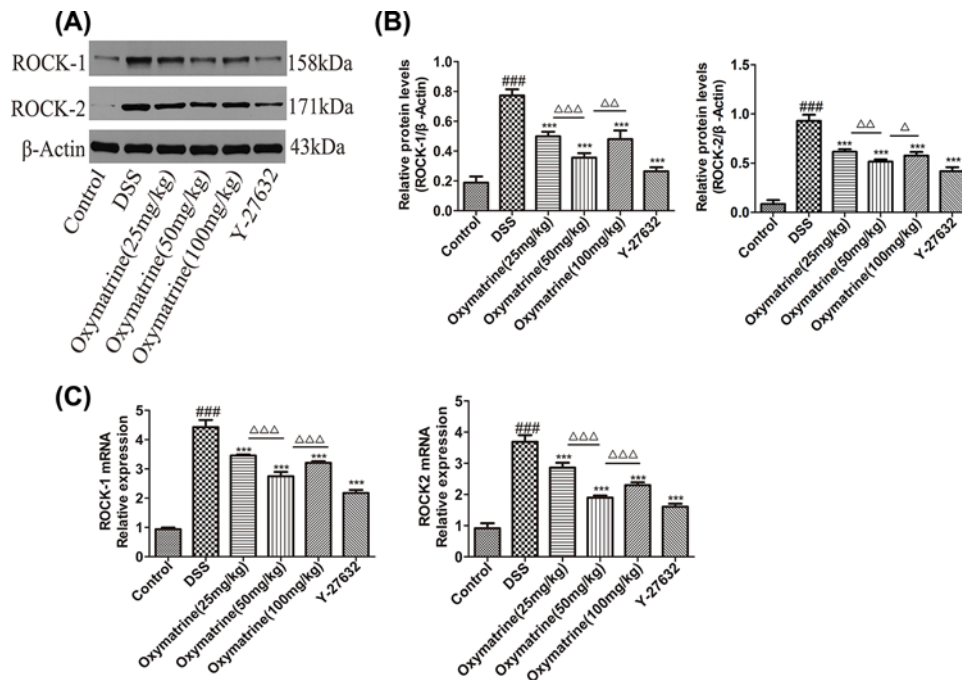 (A)
ROCK-1
158kDa
ROCK-2
171kDa
β-Actin
43kDa
Control
DSS
Oxymatrine(25mg/kg)
Oxymatrine(50mg/kg)
Oxymatrine(100mg/kg)
Y-27632
(B)
Relative protein levels
(ROCK-1/β -Actin)
1.0
0.8
0.6
0.4
0.2
0.0
###
***
△△△
***
△△
***
***
Control
DSS
Oxymatrine(25mg/kg)
Oxymatrine(50mg/kg)
Oxymatrine(100mg/kg)
Y-27632
Relative protein levels
(ROCK-2/β -Actin)
1.5
1.0
0.5
0.0
###
***
△△
***
△
***
***
Control
DSS
Oxymatrine(25mg/kg)
Oxymatrine(50mg/kg)
Oxymatrine(100mg/kg)
Y-27632
(C)
ROCK-1 mRNA
Relative expression
5
4
3
2
1
0
###
***
△△△
***
△△△
***
***
Control
DSS
Oxymatrine(25mg/kg)
Oxymatrine(50mg/kg)
Oxymatrine(100mg/kg)
Y-27632
ROCK2 mRNA
Relative expression
5
4
3
2
1
0
###
***
△△△
***
△△△
***
***
Control
DSS
Oxymatrine(25mg/kg)
Oxymatrine(50mg/kg)
Oxymatrine(100mg/kg)
Y-27632